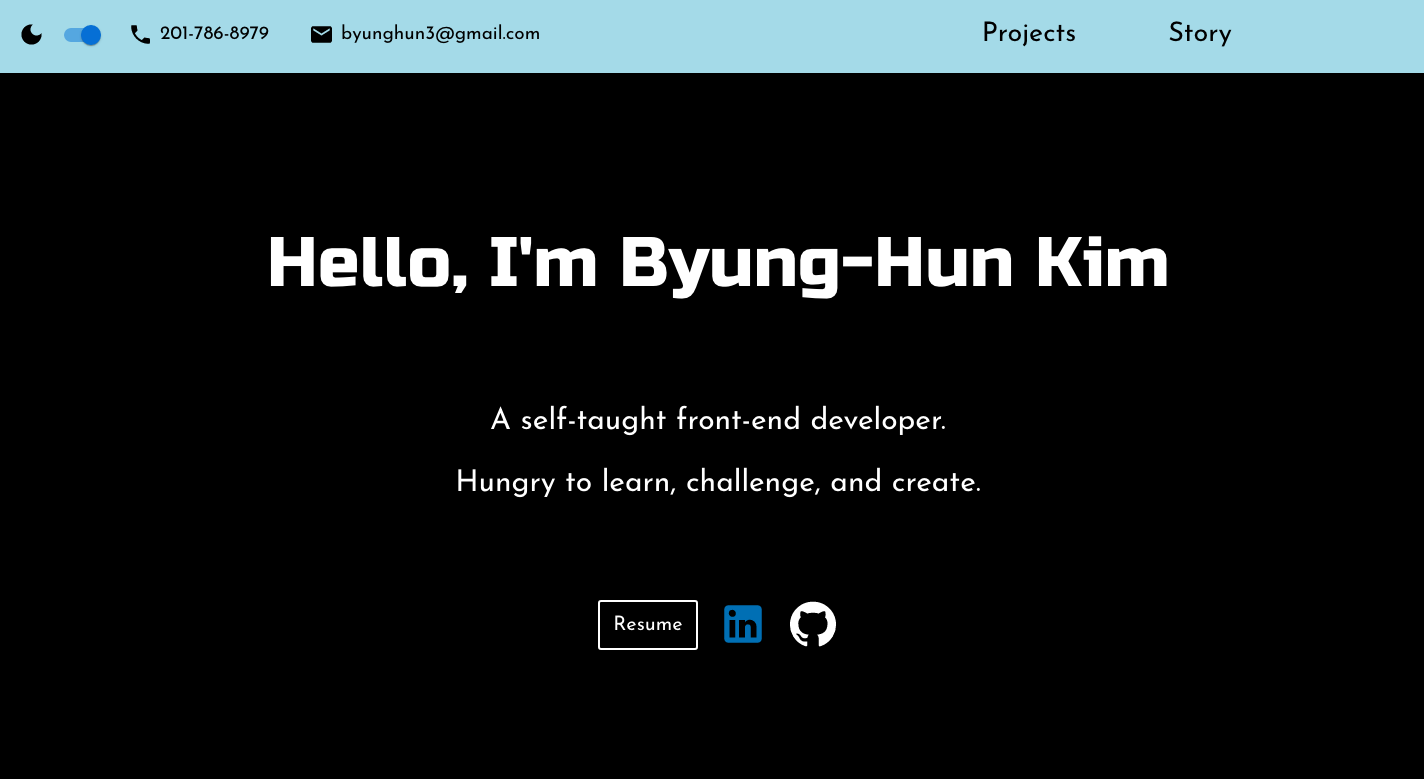 201-786-8979 byunghun3@gmail.com Projects Story
Hello, I'm Byung-Hun Kim
A self-taught front-end developer.
Hungry to learn, challenge, and create.
Resume in